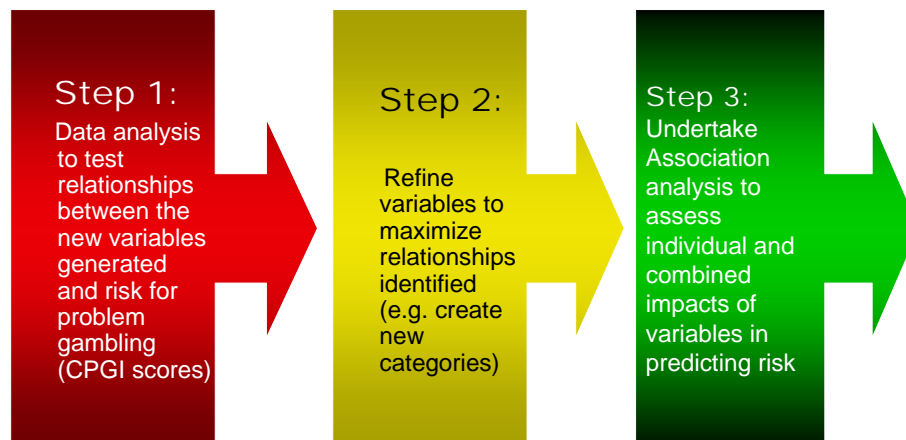 Step 1:
Data analysis
to test
relationships
between the
new variables
generated
and risk for
problem
gambling
(CPGI scores)
Step 2:
Refine
variables to
maximize
relationships
identified
(e.g. create
new
categories)
Step 3:
Undertake
Association
analysis to
assess
individual and
combined
impacts of
variables in
predicting risk